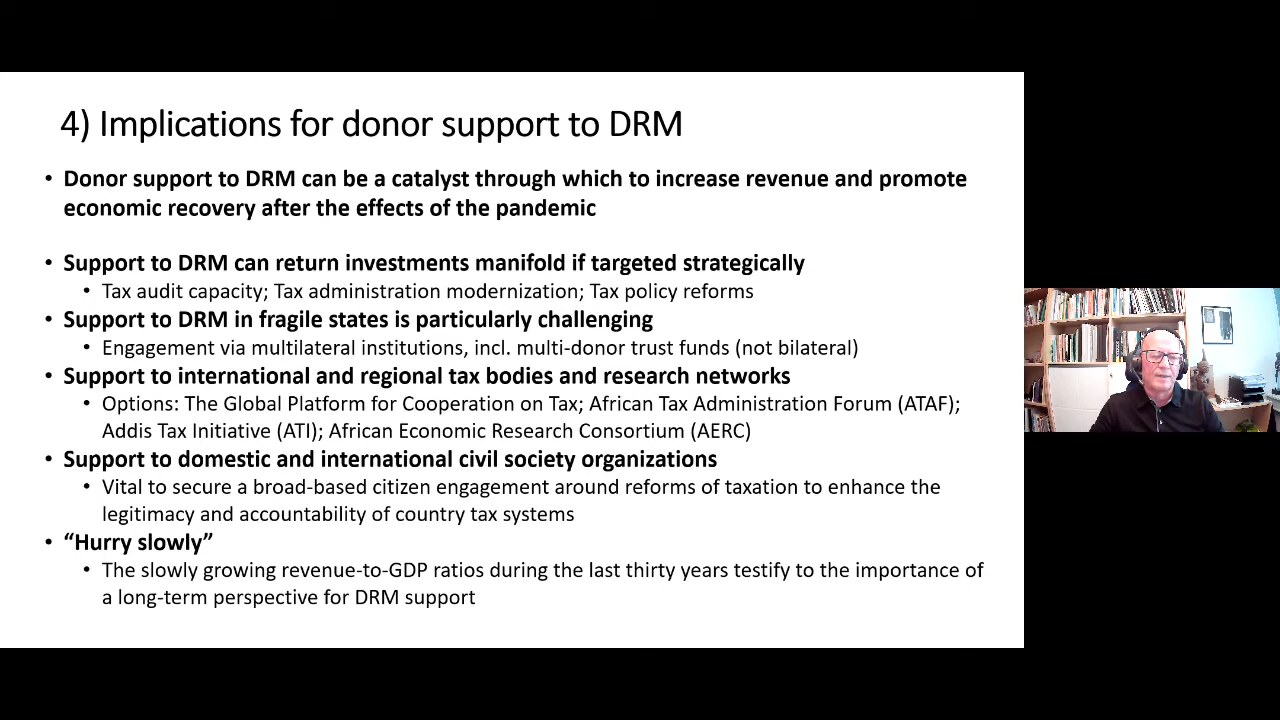 4) Implications for donor support to DRM
• Donor support to DRM can be a catalyst through which to increase revenue and promote
economic recovery after the effects of the pandemic
• Support to DRM can return investments manifold if targeted strategically
• Tax audit capacity; Tax administration modernization; Tax policy reforms
• Support to DRM in fragile states is particularly challenging
• Engagement via multilateral institutions, incl. multi-donor trust funds (not bilateral)
• Support to international and regional tax bodies and research networks
• Options: The Global Platform for Cooperation on Tax; African Tax Administration Forum (ATAF);
Addis Tax Initiative (ATI); African Economic Research Consortium (AERC)
• Support to domestic and international civil society organizations
• Vital to secure a broad-based citizen engagement around reforms of taxation to enhance the
legitimacy and accountability of country tax systems
• “Hurry slowly”
• The slowly growing revenue-to-GDP ratios during the last thirty years testify to the importance of
a long-term perspective for DRM support